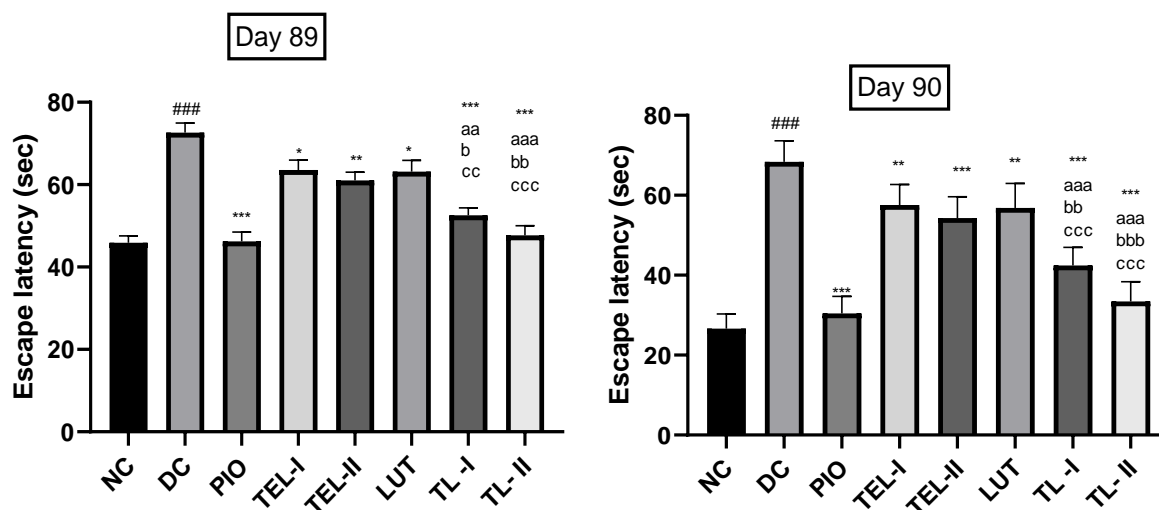 Day 89
Escape latency (sec)
80
60
40
20
0
###
***
*
**
*
***
aa
b
cc
***
aaa
bb
ccc
NC
DC
PIO
TEL-I
TEL-II
LUT
TL -I
TL- II
Day 90
Escape latency (sec)
80
60
40
20
0
###
***
**
***
**
***
aaa
bb
ccc
***
aaa
bbb
ccc
NC
DC
PIO
TEL-I
TEL-II
LUT
TL -I
TL- II